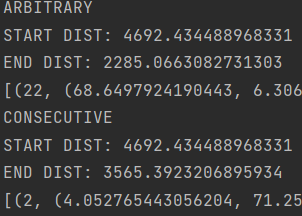 ARBITRARY
START DIST: 4692.434488968331
END DIST: 2285.0663082731303
[(22, (68.6497924190443, 6.306
CONSECUTIVE
START DIST: 4692.434488968331
END DIST: 3565.3923206895934
[(2, (4.052765443056204, 71.25